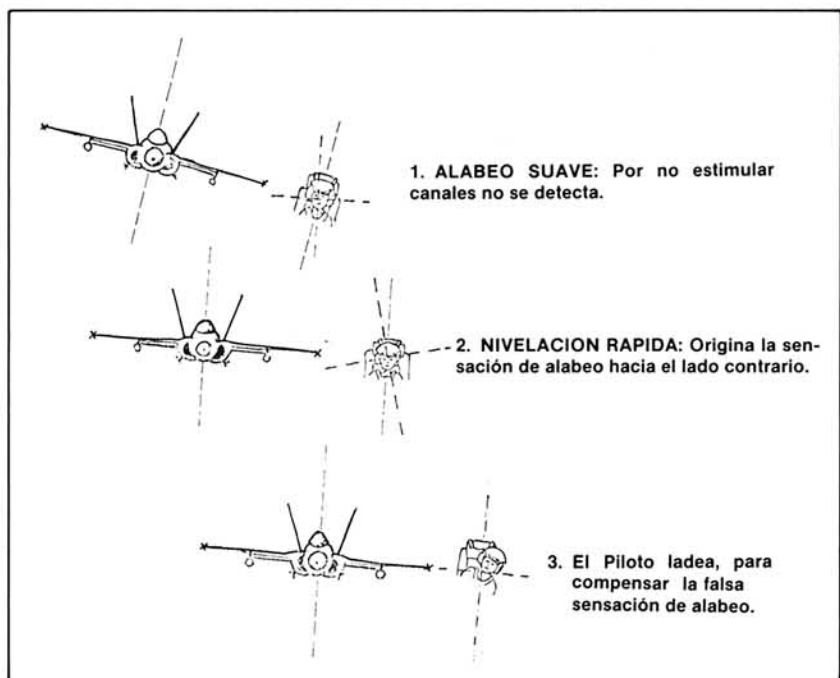 1. ALABEO SUAVE: Por no estimular
canales no se detecta.
2. NIVELACION RAPIDA: Origina la sen-
sación de alabeo hacia el lado contrario.
3. El Piloto ladea, para
compensar la falsa
sensación de alabeo.